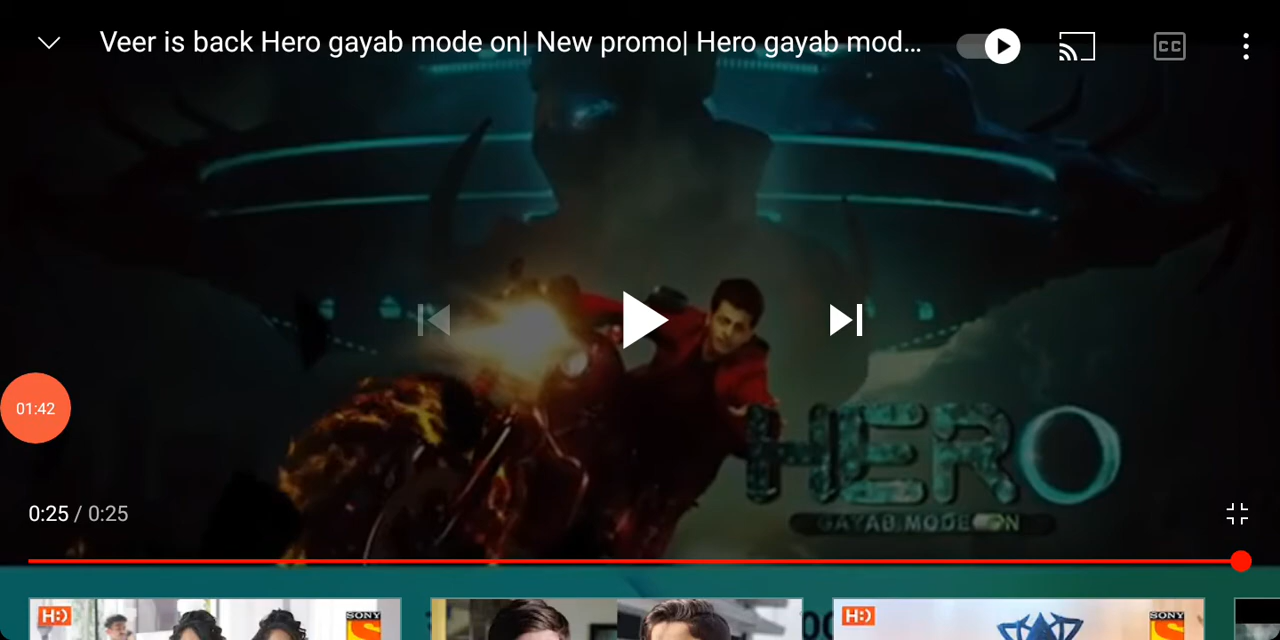 Veer is back Hero gayab mode on| New promo| Hero gayab mod...
CC
01:42
HERO
GAYAB MODE ON
0:25 / 0:25
HD
SONY
HD
SONY